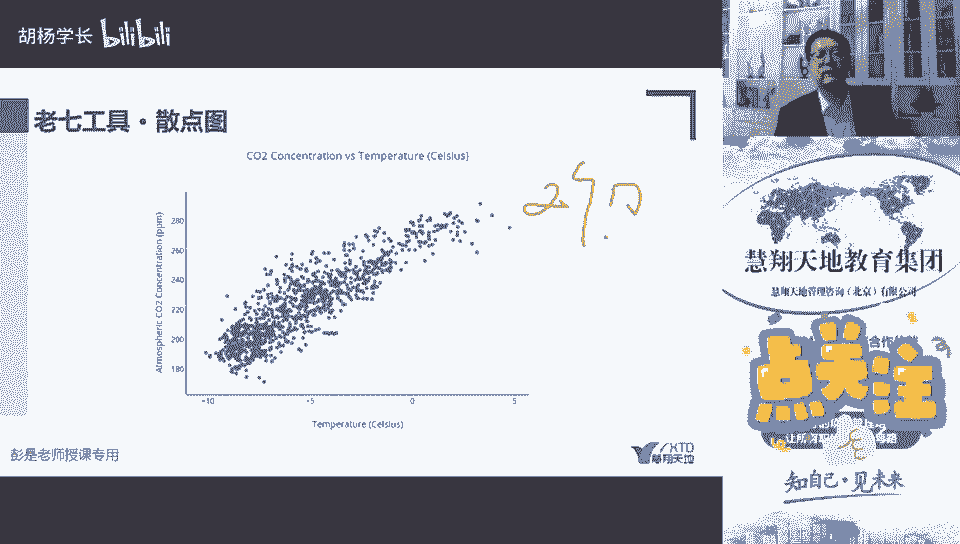 胡杨学长 bilibili
老七工具·散点图
CO2 Concentration vs Temperature (Celsius)
Atmospheric CO2 Concentration (ppm)
280
260
240
220
200
180
-10
-5
0
5
Temperature (Celsius)
彭是老师授课专用
慧翔天地
慧翔天地教育集团
慧翔天地管理咨询（北京）有限公司
点关注
知自己·见未来